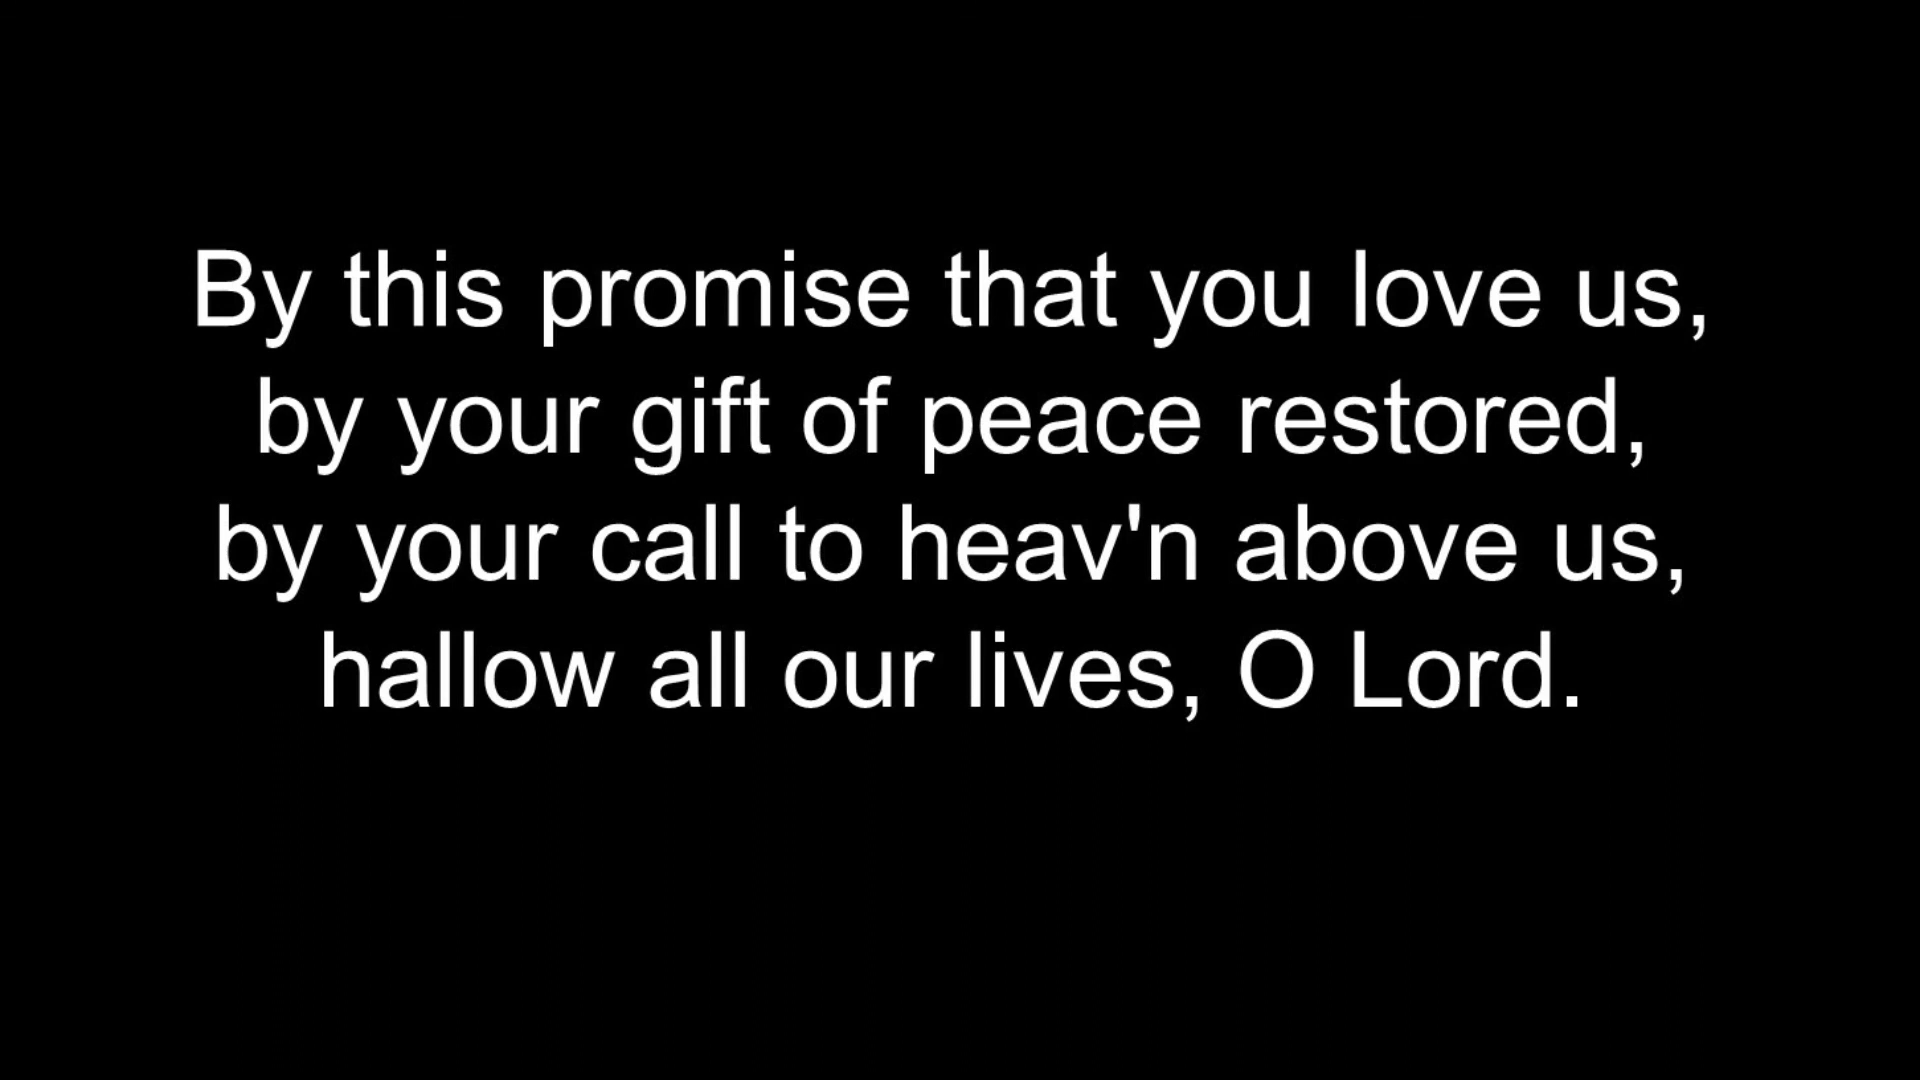 By this promise that you love us,
by your gift of peace restored,
by your call to heav'n above us,
hallow all our lives, O Lord.